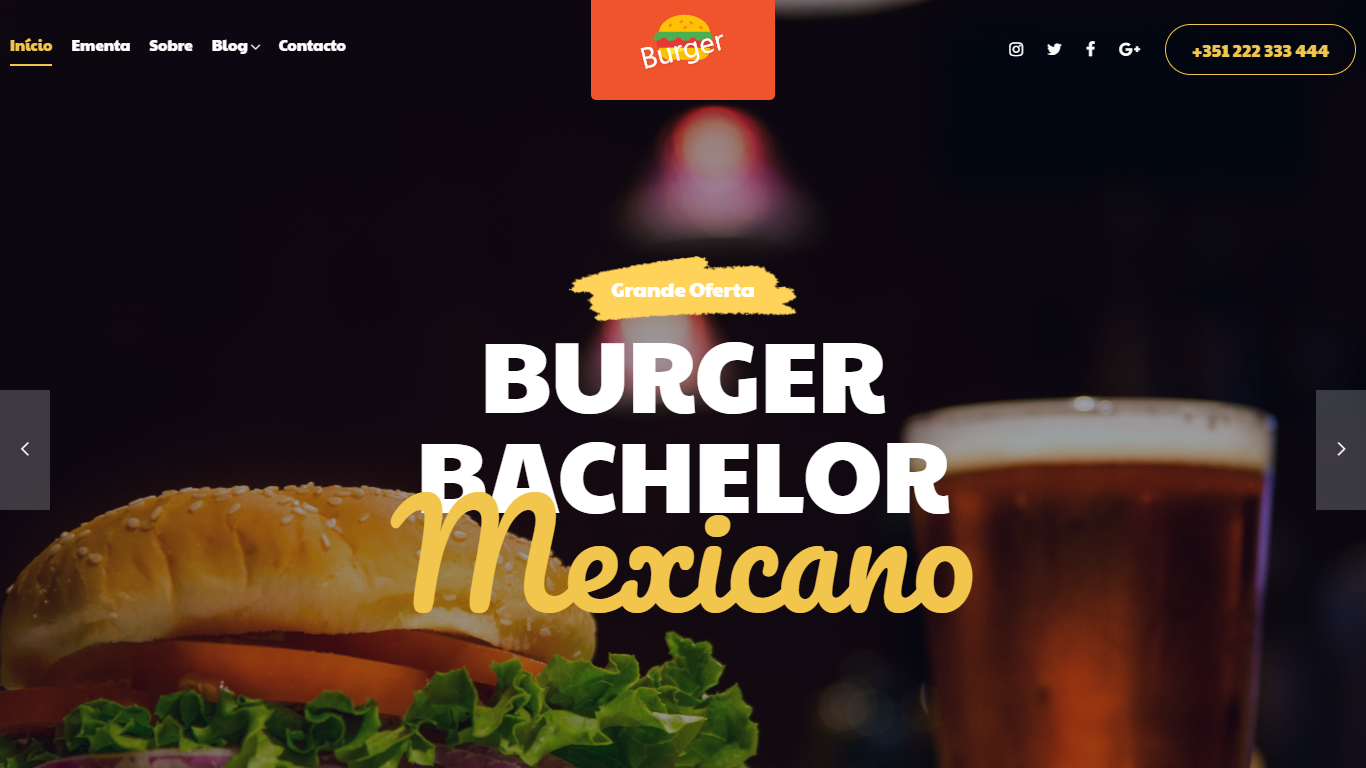 Início
Ementa
Sobre
Blog
Contacto
Burger
+351 222 333 444
Grande Oferta
BURGER
BACHELOR
Mexicano